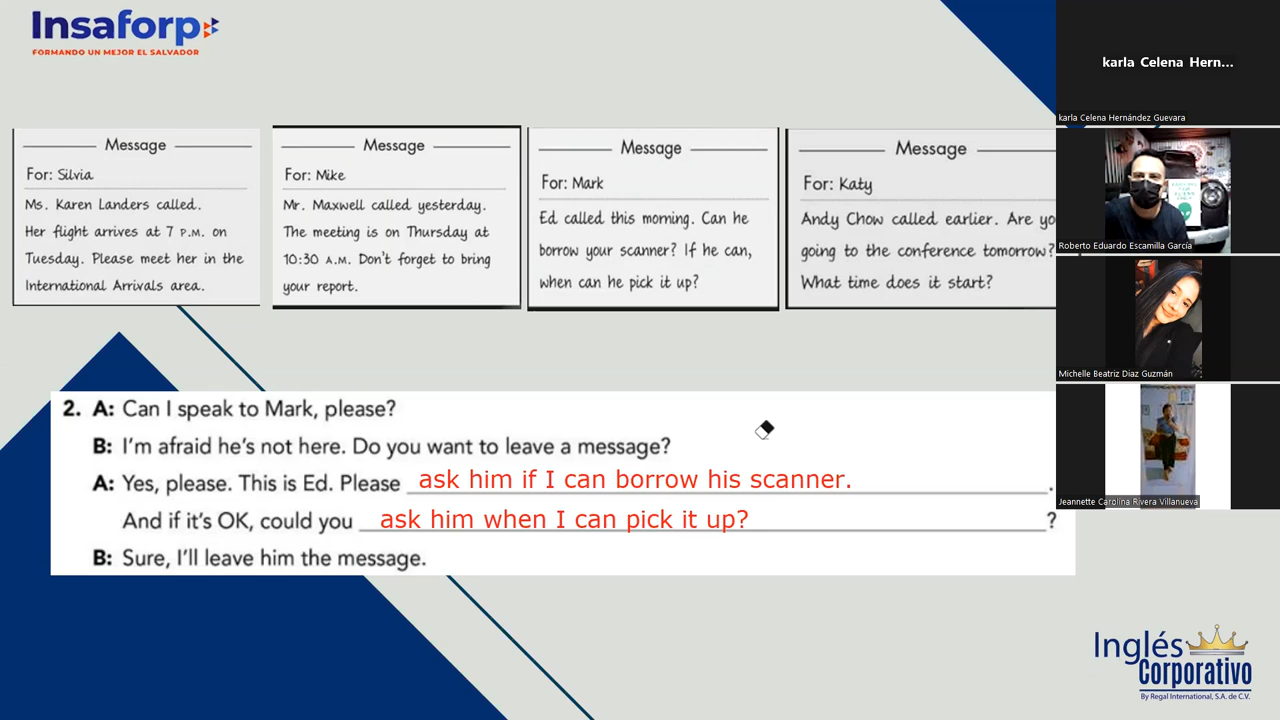 Insaforp
FORMANDO UN MEJOR EL SALVADOR
Message
For: Silvia
Ms. Karen Landers called.
Her flight arrives at 7 P.M. on
Tuesday. Please meet her in the
International Arrivals area.
Message
For: Mike
Mr. Maxwell called yesterday.
The meeting is on Thursday at
10:30 A.M. Don't forget to bring
your report.
Message
For: Mark
Ed called this morning. Can he
borrow your scanner? If he can,
when can he pick it up?
Message
For: Katy
Andy Chow called earlier. Are yo
going to the conference tomorrow?
What time does it start?
2. A: Can I speak to Mark, please?
B: I'm afraid he's not here. Do you want to leave a message?
A: Yes, please. This is Ed. Please ask him if I can borrow his scanner. .
And if it's OK, could you ask him when I can pick it up? ?
B: Sure, I'll leave him the message.
karla Celena Hern...
karla Celena Hernández Guevara
Roberto Eduardo Escamilla García
Michelle Beatriz Diaz Guzmán
Jeannette Carolina Rivera Villanueva
Inglés
Corporativo
By Regal International, S.A. de C.V.